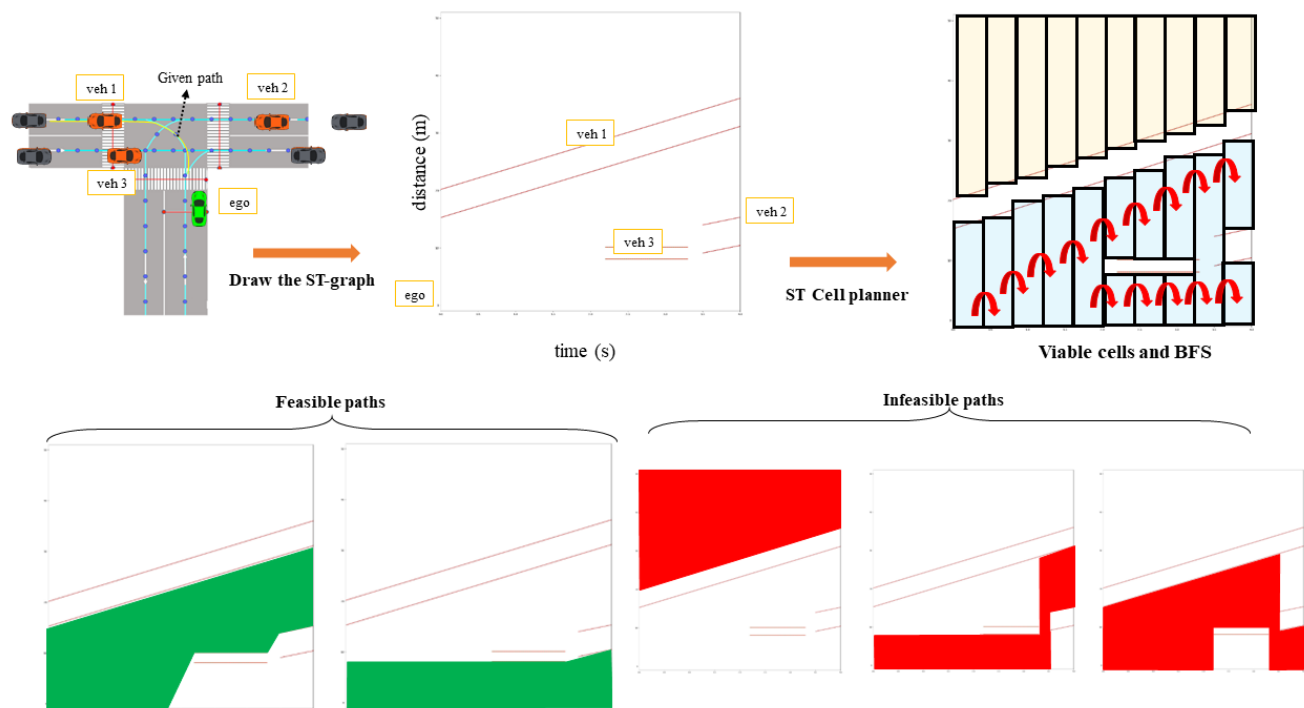 veh 1
Given path
veh 2
veh 3
ego
Draw the ST-graph
distance (m)
veh 1
veh 2
veh 3
ego
time (s)
ST Cell planner
Viable cells and BFS
Feasible paths
Infeasible paths